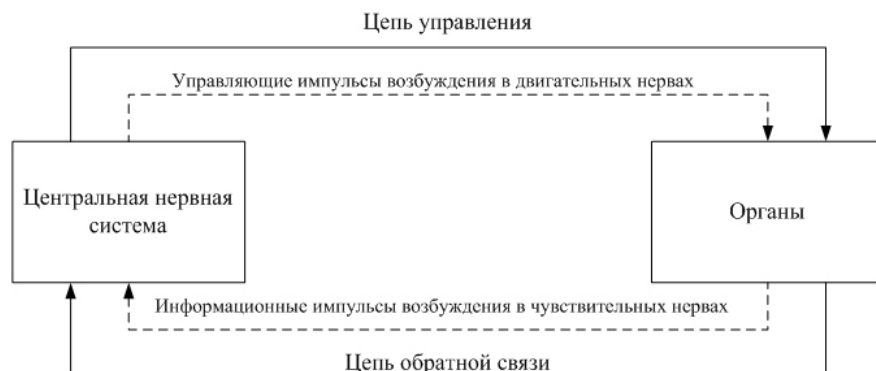 Цепь управления
Управляющие импульсы возбуждения в двигательных нервах
Центральная нервная
система
Органы
Информационные импульсы возбуждения в чувствительных нервах
Цепь обратной связи